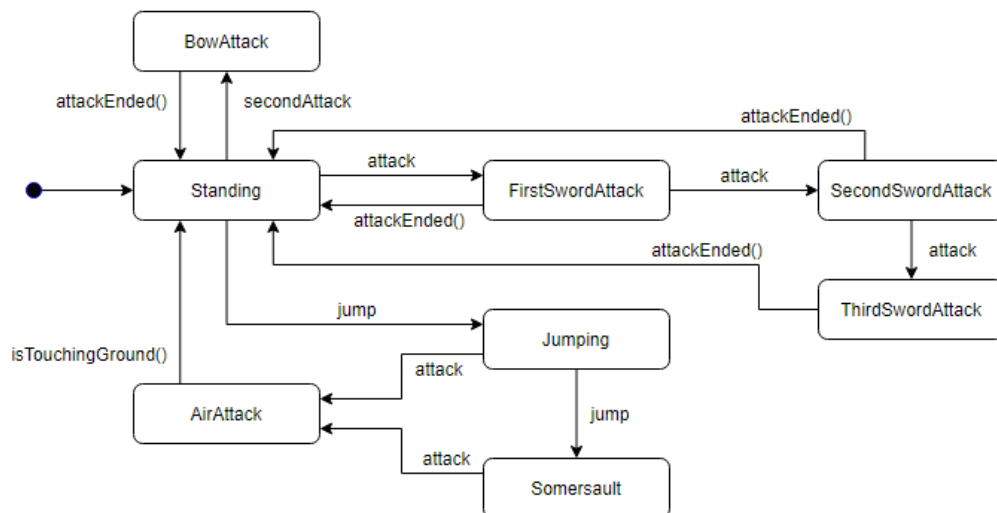 BowAttack
attackEnded()
secondAttack
attackEnded()
Standing
attack
FirstSwordAttack
attack
SecondSwordAttack
attackEnded()
attackEnded()
attack
ThirdSwordAttack
jump
Jumping
isTouchingGround()
attack
AirAttack
jump
attack
Somersault